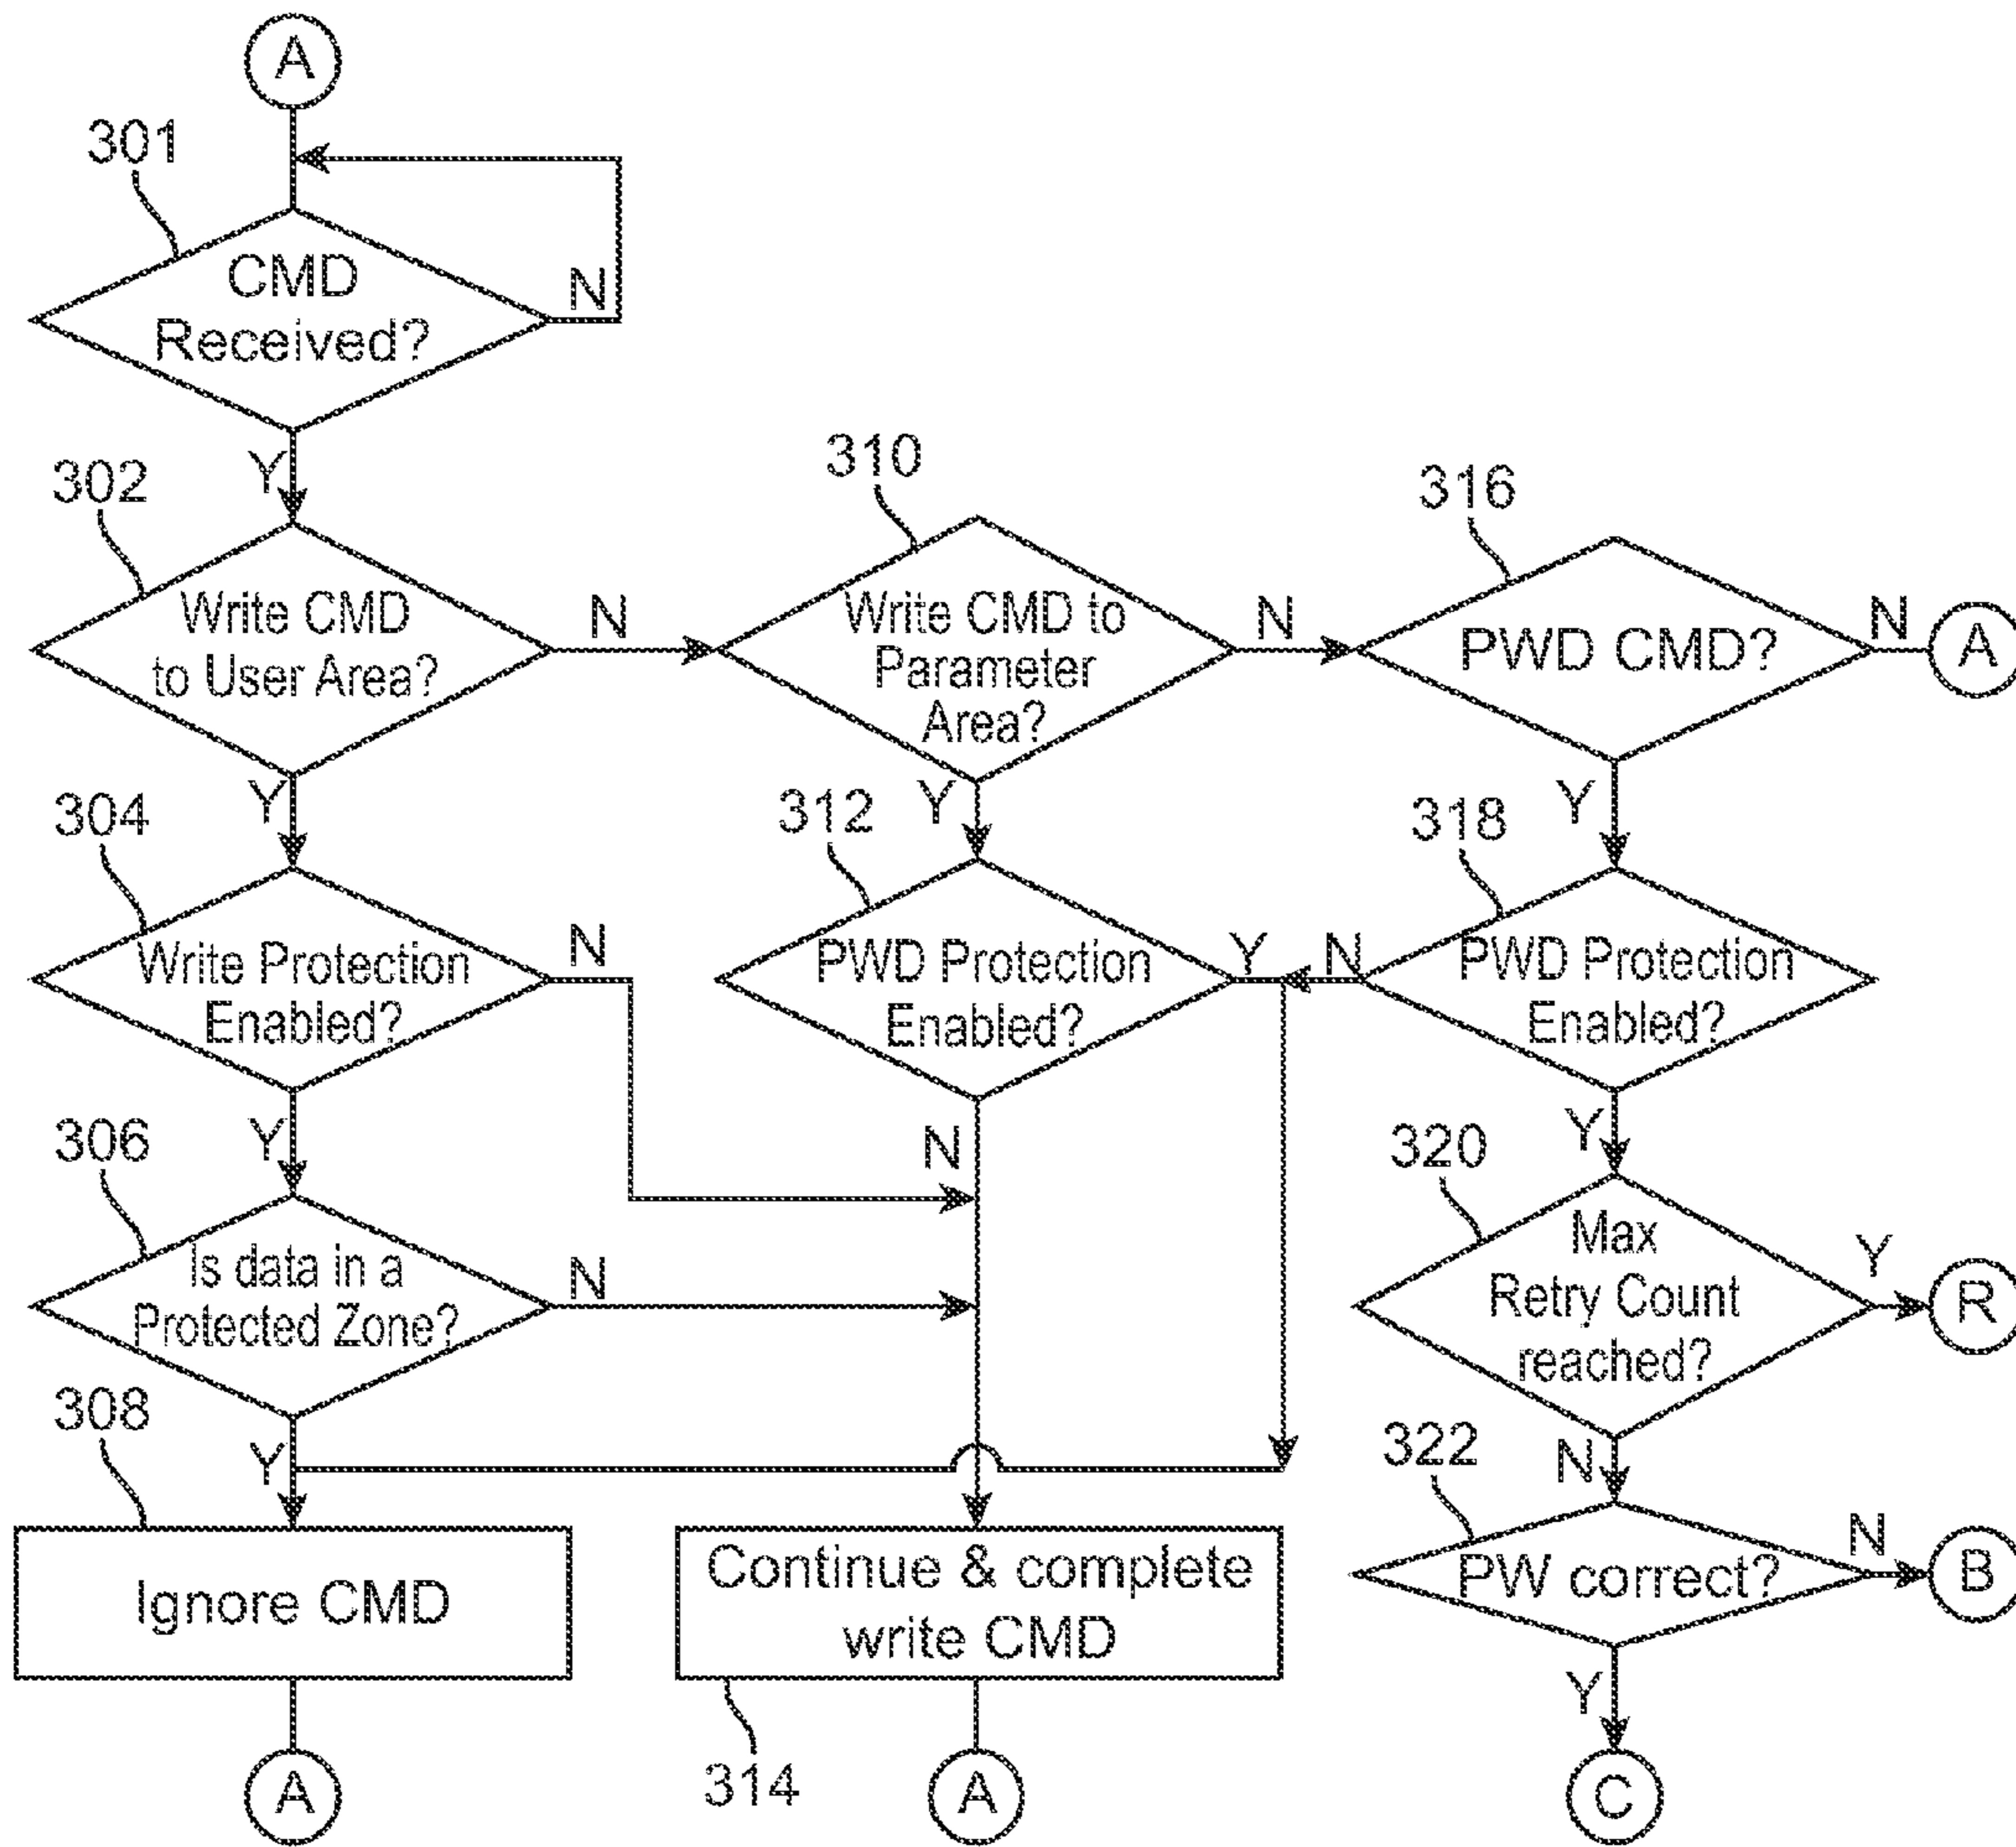 A
301
CMD
Received?
N
Y
302
Write CMD
to User Area?
N
310
Write CMD to
Parameter
Area?
N
316
PWD CMD?
N
A
Y
Y
Y
304
Write Protection
Enabled?
N
312
PWD Protection
Enabled?
Y
N
318
PWD Protection
Enabled?
Y
N
Y
306
Is data in a
Protected Zone?
N
320
Max
Retry Count
reached?
Y
R
Y
N
308
Ignore CMD
Continue & complete
write CMD
314
322
PW correct?
N
B
Y
A
A
C